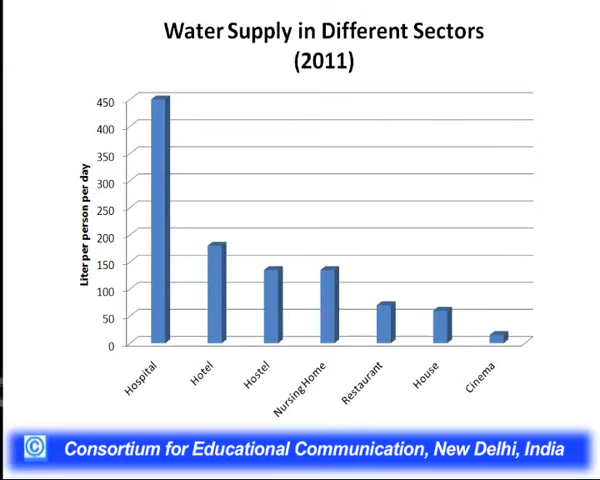 Water Supply in Different Sectors
(2011)
Liter per person per day
450
400
350
300
250
200
150
100
50
0
Hospital
Hotel
Hostel
Nursing Home
Restaurant
House
Cinema
© Consortium for Educational Communication, New Delhi, India